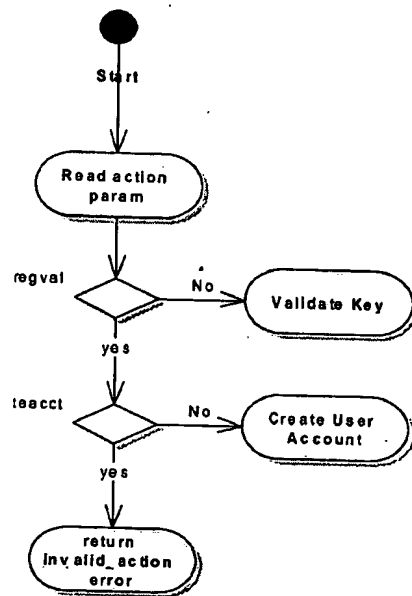 Start
Read action
param
regval
No
Validate Key
yes
teacct
No
Create User
Account
yes
return
Invalid_action
error